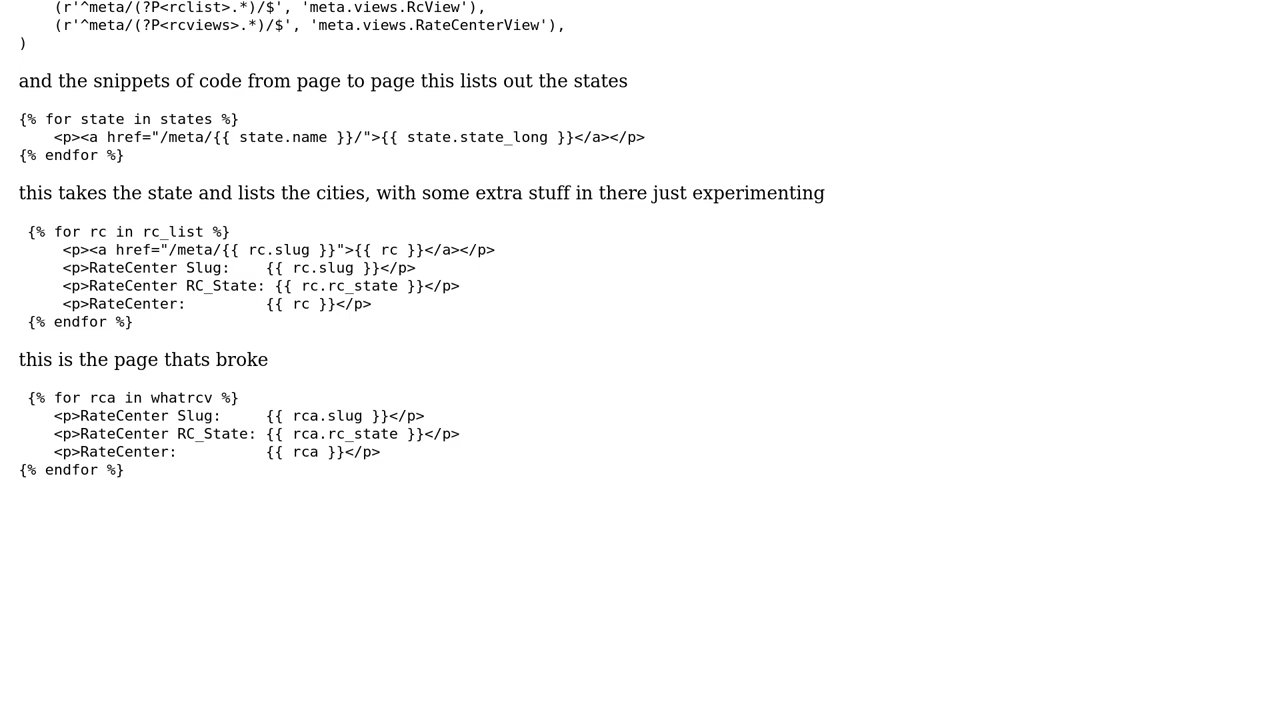 (r'^meta/(?P<rclist>.*)/$', 'meta.views.RcView'),
(r'^meta/(?P<rcviews>.*)/$', 'meta.views.RateCenterView'),
)
and the snippets of code from page to page this lists out the states
{% for state in states %}
<p><a href="/meta/{{ state.name }}/">{{ state.state_long }}</a></p>
{% endfor %}
this takes the state and lists the cities, with some extra stuff in there just experimenting
{% for rc in rc_list %}
<p><a href="/meta/{{ rc.slug }}">{{ rc }}</a></p>
<p>RateCenter Slug:    {{ rc.slug }}</p>
<p>RateCenter RC_State: {{ rc.rc_state }}</p>
<p>RateCenter:         {{ rc }}</p>
{% endfor %}
this is the page thats broke
{% for rca in whatrcv %}
<p>RateCenter Slug:     {{ rca.slug }}</p>
<p>RateCenter RC_State: {{ rca.rc_state }}</p>
<p>RateCenter:          {{ rca }}</p>
{% endfor %}